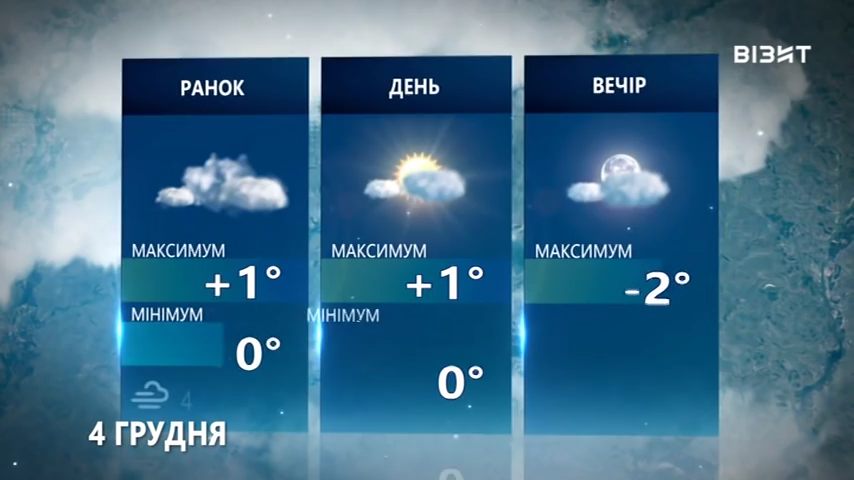 ВІЗИТ
РАНОК
МАКСИМУМ
+1°
МІНІМУМ
0°
4
ДЕНЬ
МАКСИМУМ
+1°
МІНІМУМ
0°
ВЕЧІР
МАКСИМУМ
-2°
4 ГРУДНЯ